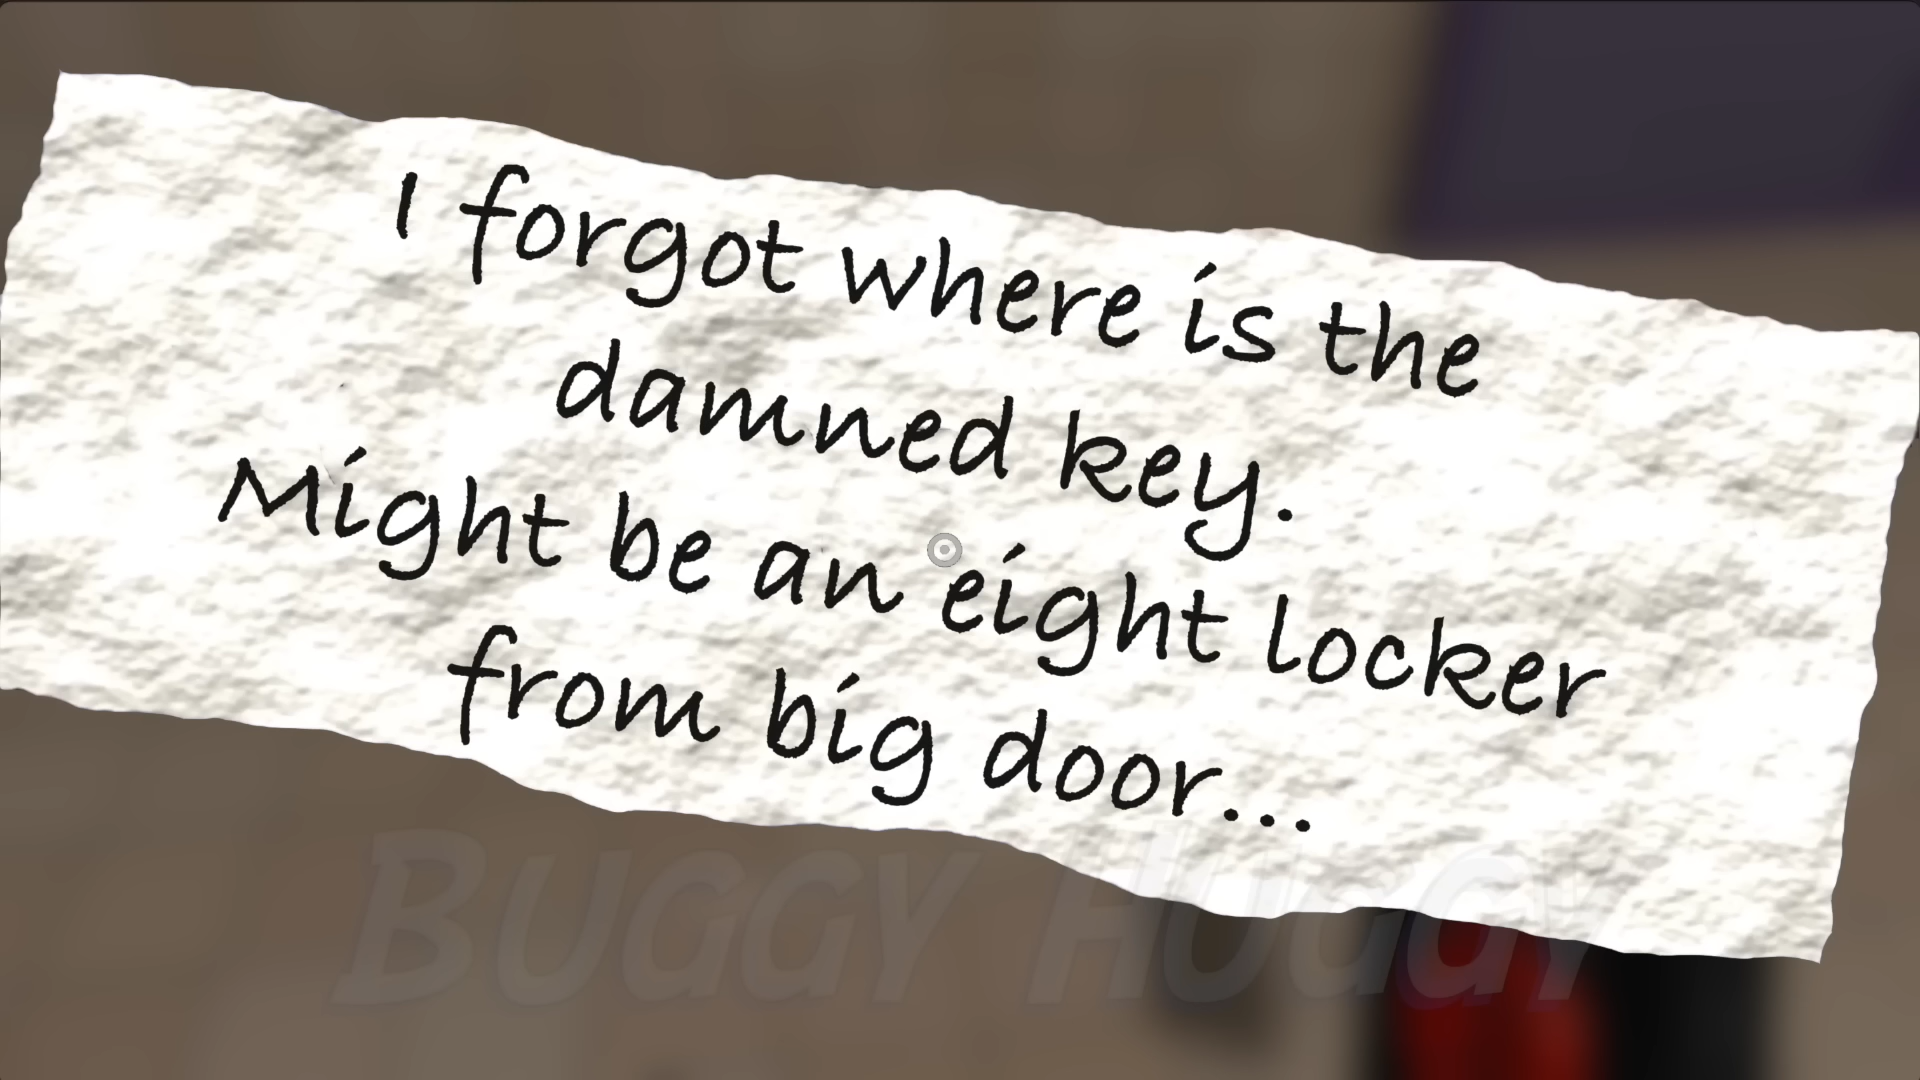 I forgot where is the
damned key.
Might be an eight locker
from big door...
BUGGY HUGGY